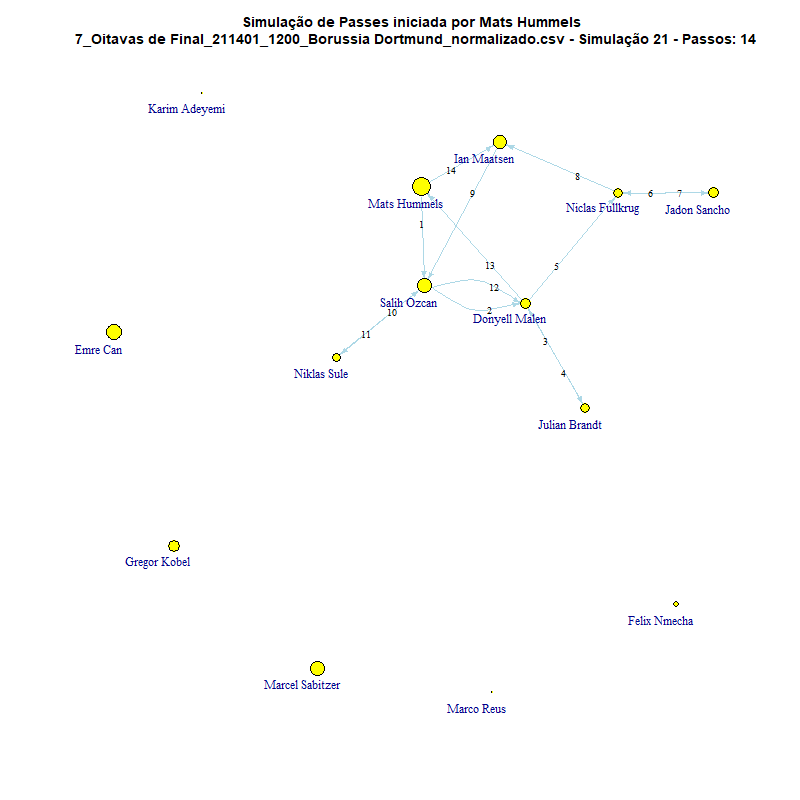 Simulação de Passes iniciada por Mats Hummels
7_Oitavas de Final_211401_1200_Borussia Dortmund_normalizado.csv - Simulação 21 - Passos: 14
Karim Adeyemi
Ian Maatsen
14
8
9
6
7
Mats Hummels
Niclas Fullkrug
Jadon Sancho
1
13
5
12
Salih Ozcan
10
2
Donyell Malen
11
3
Emre Can
Niklas Sule
4
Julian Brandt
Gregor Kobel
Felix Nmecha
Marcel Sabitzer
Marco Reus